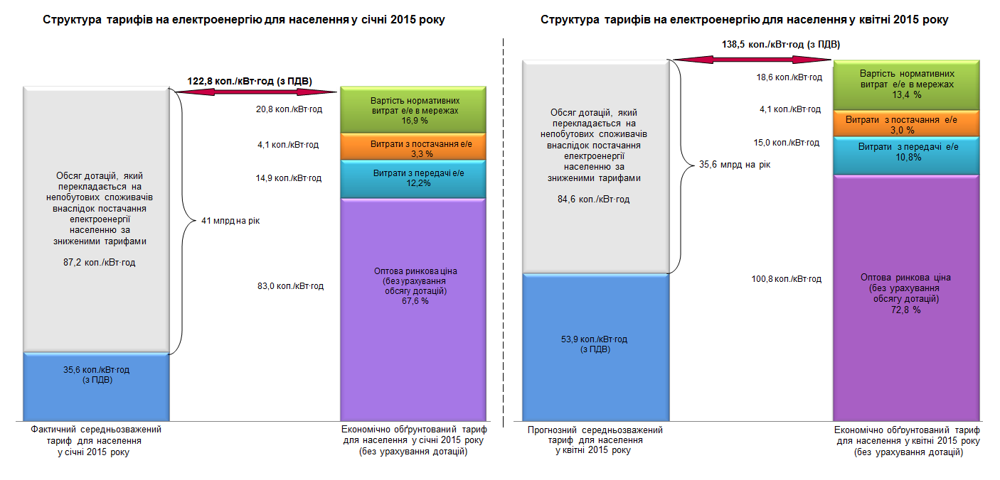 Структура тарифів на електроенергію для населення у січні 2015 року
122,8 коп./кВт·год (з ПДВ)
Обсяг дотацій, який
перекладається на
непобутових споживачів
внаслідок постачання
електроенергії
населенню за
зниженими тарифами
87,2 коп./кВт·год
35,6 коп./кВт·год
(з ПДВ)
41 млрд на рік
20,8 коп./кВт·год
4,1 коп./кВт·год
14,9 коп./кВт·год
83,0 коп./кВт·год
Вартість нормативних
витрат е/е в мережах
16,9 %
Витрати з постачання е/е
3,3 %
Витрати з передачі е/е
12,2%
Оптова ринкова ціна
(без урахування
обсягу дотацій)
67,6 %
Фактичний середньозважений
тариф для населення
у січні 2015 року
Економічно обґрунтований тариф
для населення у січні 2015 року
(без урахування дотацій)
Структура тарифів на електроенергію для населення у квітні 2015 року
138,5 коп./кВт·год (з ПДВ)
Обсяг дотацій, який
перекладається на
непобутових споживачів
внаслідок постачання
електроенергії
населенню за
зниженими тарифами
84,6 коп./кВт·год
53,9 коп./кВт·год
(з ПДВ)
35,6 млрд на рік
18,6 коп./кВт·год
4,1 коп./кВт·год
15,0 коп./кВт·год
100,8 коп./кВт·год
Вартість нормативних
витрат е/е в мережах
13,4 %
Витрати з постачання е/е
3,0 %
Витрати з передачі е/е
10,8%
Оптова ринкова ціна
(без урахування
обсягу дотацій)
72,8 %
Прогнозний середньозважений
тариф для населення
у квітні 2015 року
Економічно обґрунтований тариф
для населення у квітні 2015 року
(без урахування дотацій)